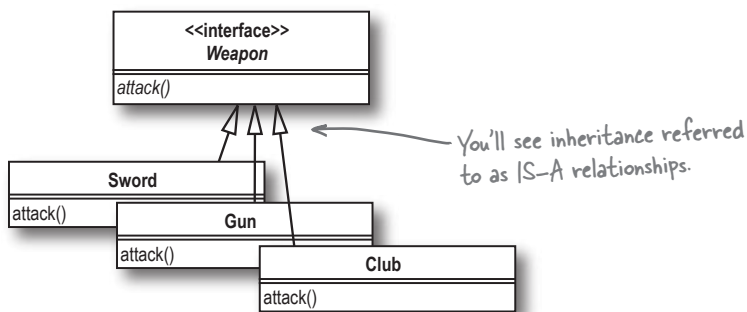 <<interface>>
Weapon
attack()
You'll see inheritance referred
to as IS-A relationships.
Sword
attack()
Gun
attack()
Club
attack()